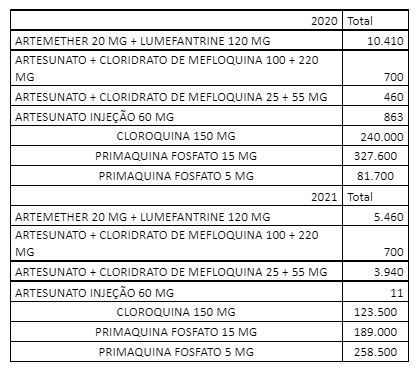 2020 Total
ARTEMETHER 20 MG + LUMEFANTRINE 120 MG 10.410
ARTESUNATO + CLORIDRATO DE MEFLOQUINA 100 + 220
MG 700
ARTESUNATO + CLORIDRATO DE MEFLOQUINA 25 + 55 MG 460
ARTESUNATO INJEÇÃO 60 MG 863
CLOROQUINA 150 MG 240.000
PRIMAQUINA FOSFATO 15 MG 327.600
PRIMAQUINA FOSFATO 5 MG 81.700
2021 Total
ARTEMETHER 20 MG + LUMEFANTRINE 120 MG 5.460
ARTESUNATO + CLORIDRATO DE MEFLOQUINA 100 + 220
MG 700
ARTESUNATO + CLORIDRATO DE MEFLOQUINA 25 + 55 MG 3.940
ARTESUNATO INJEÇÃO 60 MG 11
CLOROQUINA 150 MG 123.500
PRIMAQUINA FOSFATO 15 MG 189.000
PRIMAQUINA FOSFATO 5 MG 258.500